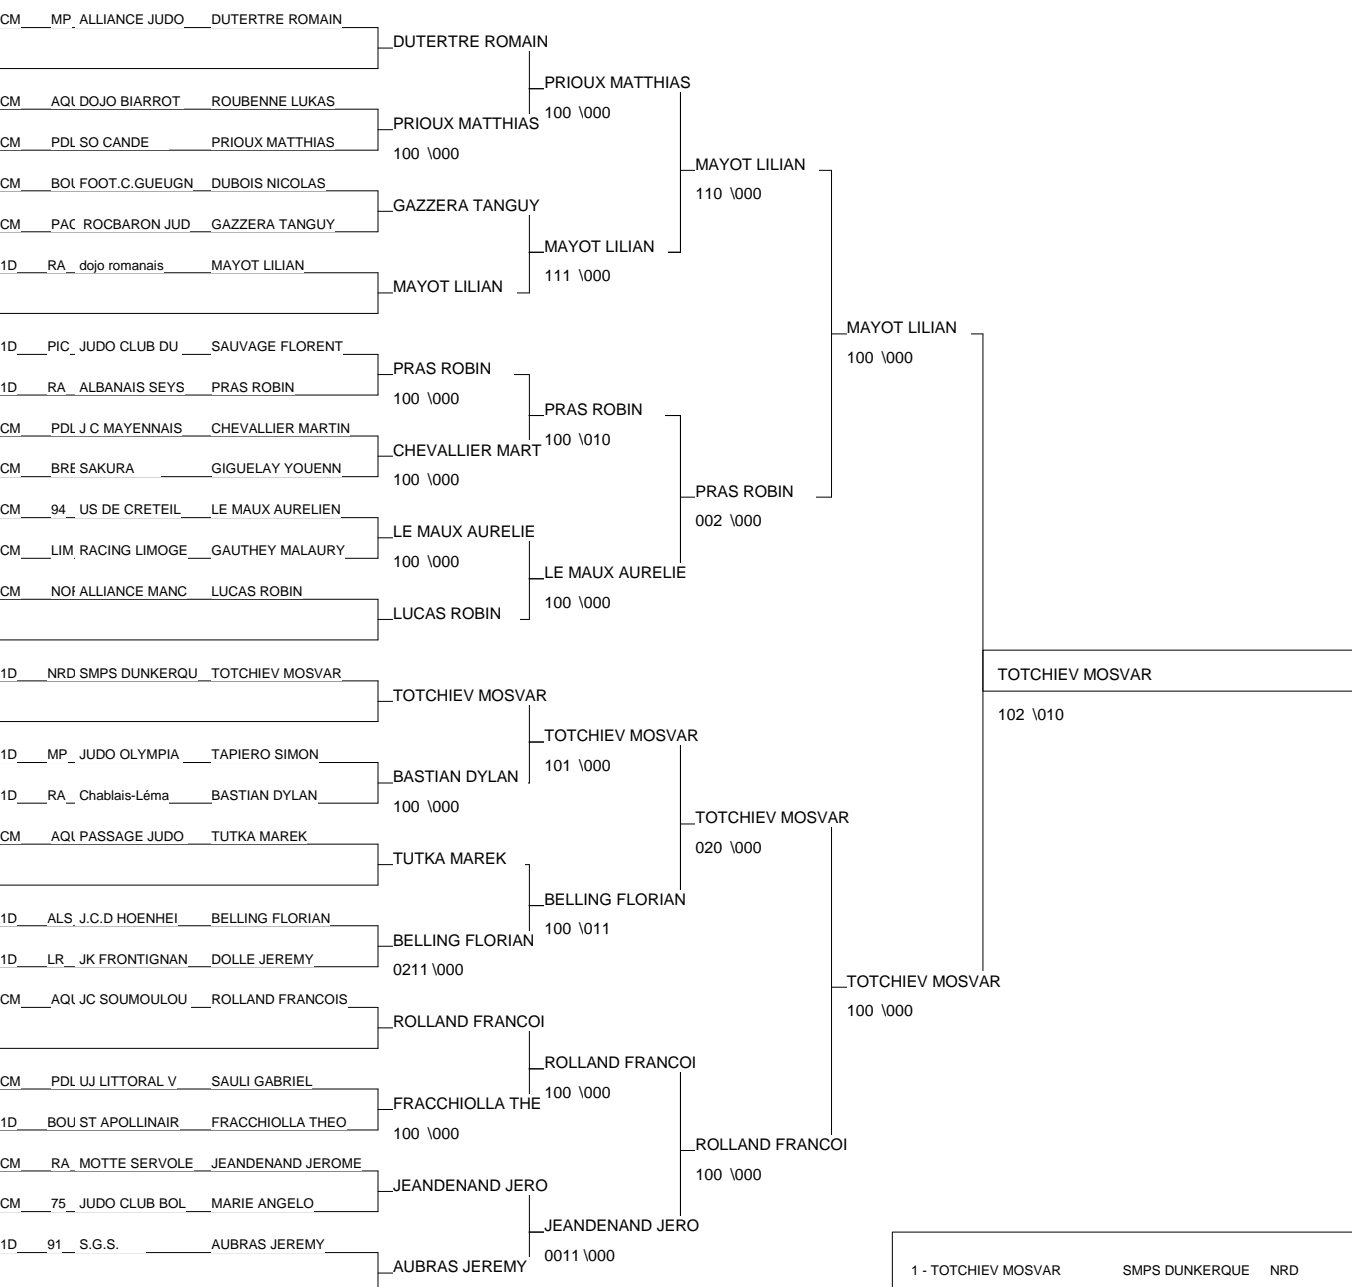 CM MP ALLIANCE JUDO DUTERTRE ROMAIN
DUTERTRE ROMAIN
PRIOUX MATTHIAS
CM AQU DOJO BIARROT ROUBENNE LUKAS
100 \000
PRIOUX MATTHIAS
CM PDL SO CANDE PRIOUX MATTHIAS
100 \000
MAYOT LILIAN
CM BOU FOOT.C.GUEUGN DUBOIS NICOLAS
110 \000
GAZZERA TANGUY
CM PAC ROCBARON JUD GAZZERA TANGUY
MAYOT LILIAN
1D RA dojo romanais MAYOT LILIAN
111 \000
MAYOT LILIAN
MAYOT LILIAN
1D PIC JUDO CLUB DU SAUVAGE FLORENT
100 \000
PRAS ROBIN
1D RA ALBANAIS SEYS PRAS ROBIN
100 \000
PRAS ROBIN
CM PDL J C MAYENNAIS CHEVALLIER MARTIN
100 \010
CHEVALLIER MART
CM BRE SAKURA GIGUELAY YOUENN
100 \000
PRAS ROBIN
CM 94 US DE CRETEIL LE MAUX AURELIEN
002 \000
LE MAUX AURELIE
CM LIM RACING LIMOGE GAUTHEY MALAURY
100 \000
LE MAUX AURELIE
CM NOR ALLIANCE MANC LUCAS ROBIN
100 \000
LUCAS ROBIN
1D NRD SMPS DUNKERQU TOTCHIEV MOSVAR
TOTCHIEV MOSVAR
TOTCHIEV MOSVAR
102 \010
TOTCHIEV MOSVAR
1D MP JUDO OLYMPIA TAPIERO SIMON
101 \000
BASTIAN DYLAN
1D RA Chablais-Léma BASTIAN DYLAN
100 \000
TOTCHIEV MOSVAR
CM AQU PASSAGE JUDO TUTKA MAREK
020 \000
TUTKA MAREK
BELLING FLORIAN
1D ALS J.C.D HOENHEI BELLING FLORIAN
100 \011
BELLING FLORIAN
1D LR JK FRONTIGNAN DOLLE JEREMY
0211 \000
TOTCHIEV MOSVAR
CM AQU JC SOUMOULOU ROLLAND FRANCOIS
100 \000
ROLLAND FRANCOI
ROLLAND FRANCOI
CM PDL UJ LITTORAL V SAULI GABRIEL
100 \000
FRACCHIOLLA THE
1D BOU ST APOLLINAIR FRACCHIOLLA THEO
100 \000
ROLLAND FRANCOI
CM RA MOTTE SERVOLE JEANDENAND JEROME
100 \000
JEANDENAND JERO
CM 75 JUDO CLUB BOL MARIE ANGELO
JEANDENAND JERO
1D 91 S.G.S. AUBRAS JEREMY
0011 \000
AUBRAS JEREMY
1 - TOTCHIEV MOSVAR SMPS DUNKERQUE NRD